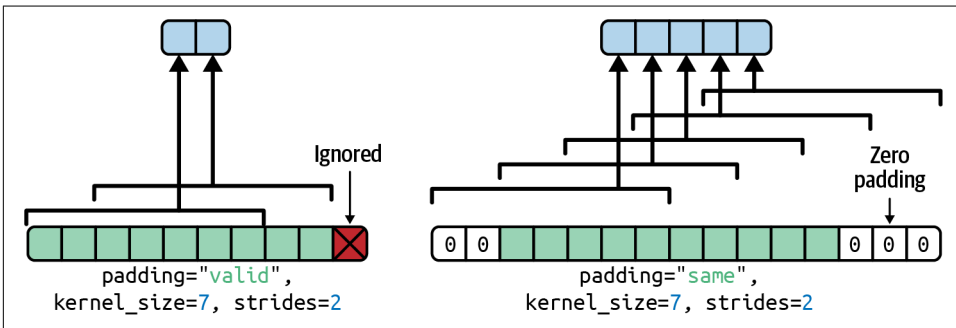 Ignored
Zero
padding
0 0 0 0 0
padding="valid",
kernel_size=7, strides=2
padding="same",
kernel_size=7, strides=2